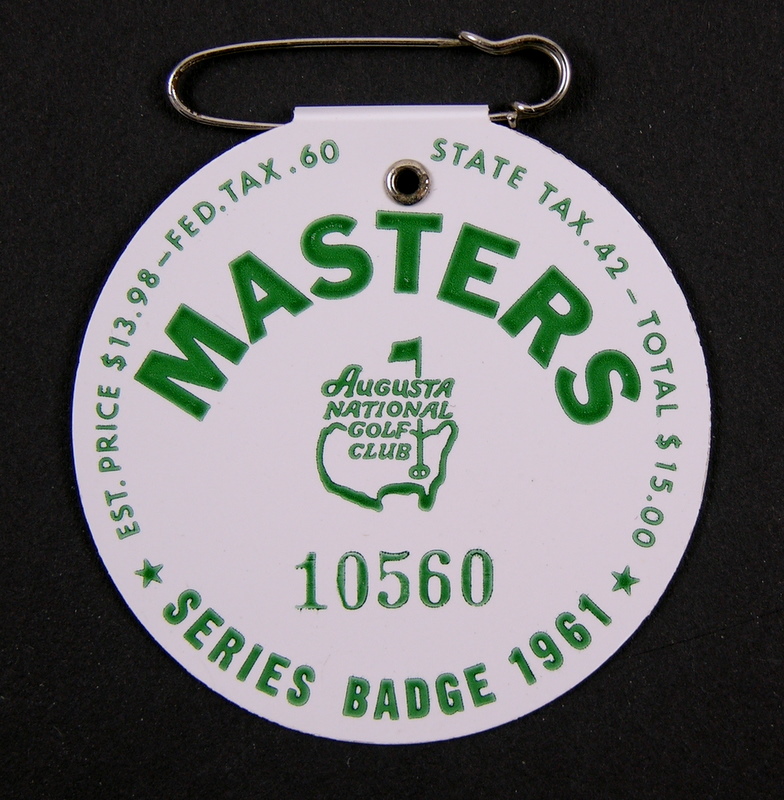 EST. PRICE $13.98-FED.TAX.60
STATE TAX.42-TOTAL $15.00
MASTERS
AUGUSTA
NATIONAL
GOLF
CLUB
10560
★ SERIES BADGE 1961 ★